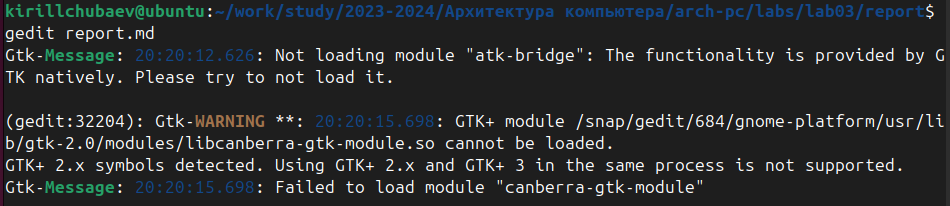 kirillchubaev@ubuntu:~/work/study/2023-2024/Архитектура компьютера/arch-pc/labs/lab03/report$
gedit report.md
Gtk-Message: 20:20:12.626: Not loading module "atk-bridge": The functionality is provided by G
TK natively. Please try to not load it.
(gedit:32204): Gtk-WARNING **: 20:20:15.698: GTK+ module /snap/gedit/684/gnome-platform/usr/li
b/gtk-2.0/modules/libcanberra-gtk-module.so cannot be loaded.
GTK+ 2.x symbols detected. Using GTK+ 2.x and GTK+ 3 in the same process is not supported.
Gtk-Message: 20:20:15.698: Failed to load module "canberra-gtk-module"